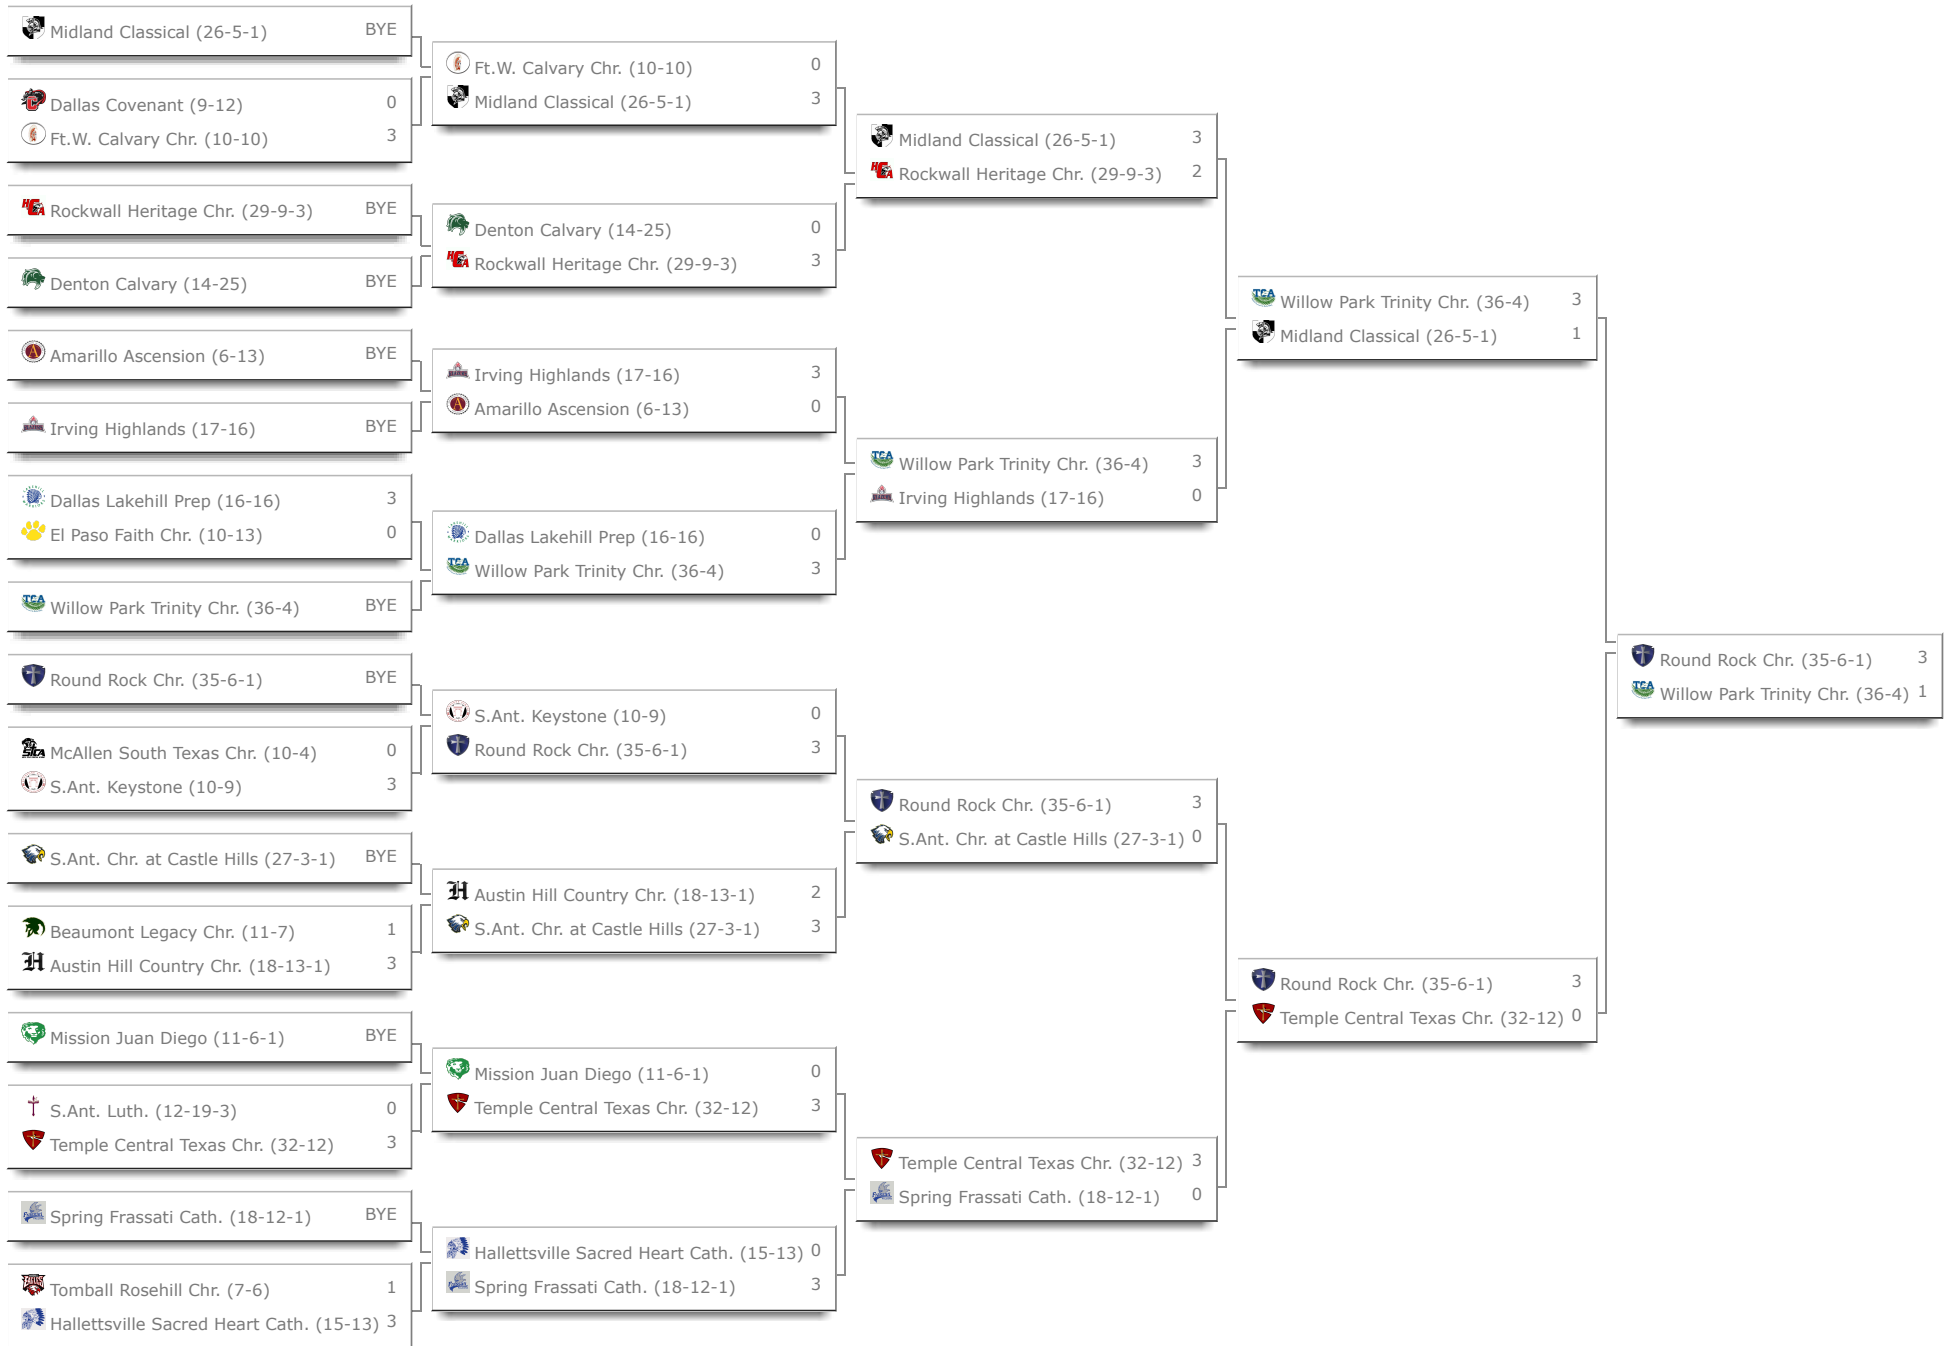 Midland Classical (26-5-1) BYE
Dallas Covenant (9-12) 0
Ft.W. Calvary Chr. (10-10) 3
Rockwall Heritage Chr. (29-9-3) BYE
Denton Calvary (14-25) BYE
Amarillo Ascension (6-13) BYE
Irving Highlands (17-16) BYE
Dallas Lakehill Prep (16-16) 3
El Paso Faith Chr. (10-13) 0
Willow Park Trinity Chr. (36-4) BYE
Round Rock Chr. (35-6-1) BYE
McAllen South Texas Chr. (10-4) 0
S.Ant. Keystone (10-9) 3
S.Ant. Chr. at Castle Hills (27-3-1) BYE
Beaumont Legacy Chr. (11-7) 1
Austin Hill Country Chr. (18-13-1) 3
Mission Juan Diego (11-6-1) BYE
S.Ant. Luth. (12-19-3) 0
Temple Central Texas Chr. (32-12) 3
Spring Frassati Cath. (18-12-1) BYE
Tomball Rosehill Chr. (7-6) 1
Hallettsville Sacred Heart Cath. (15-13) 3
Ft.W. Calvary Chr. (10-10) 0
Midland Classical (26-5-1) 3
Denton Calvary (14-25) 0
Rockwall Heritage Chr. (29-9-3) 3
Irving Highlands (17-16) 3
Amarillo Ascension (6-13) 0
Dallas Lakehill Prep (16-16) 0
Willow Park Trinity Chr. (36-4) 3
S.Ant. Keystone (10-9) 0
Round Rock Chr. (35-6-1) 3
Austin Hill Country Chr. (18-13-1) 2
S.Ant. Chr. at Castle Hills (27-3-1) 3
Mission Juan Diego (11-6-1) 0
Temple Central Texas Chr. (32-12) 3
Hallettsville Sacred Heart Cath. (15-13) 0
Spring Frassati Cath. (18-12-1) 3
Midland Classical (26-5-1) 3
Rockwall Heritage Chr. (29-9-3) 2
Willow Park Trinity Chr. (36-4) 3
Irving Highlands (17-16) 0
Round Rock Chr. (35-6-1) 3
S.Ant. Chr. at Castle Hills (27-3-1) 0
Temple Central Texas Chr. (32-12) 3
Spring Frassati Cath. (18-12-1) 0
Willow Park Trinity Chr. (36-4) 3
Midland Classical (26-5-1) 1
Round Rock Chr. (35-6-1) 3
Temple Central Texas Chr. (32-12) 0
Round Rock Chr. (35-6-1) 3
Willow Park Trinity Chr. (36-4) 1